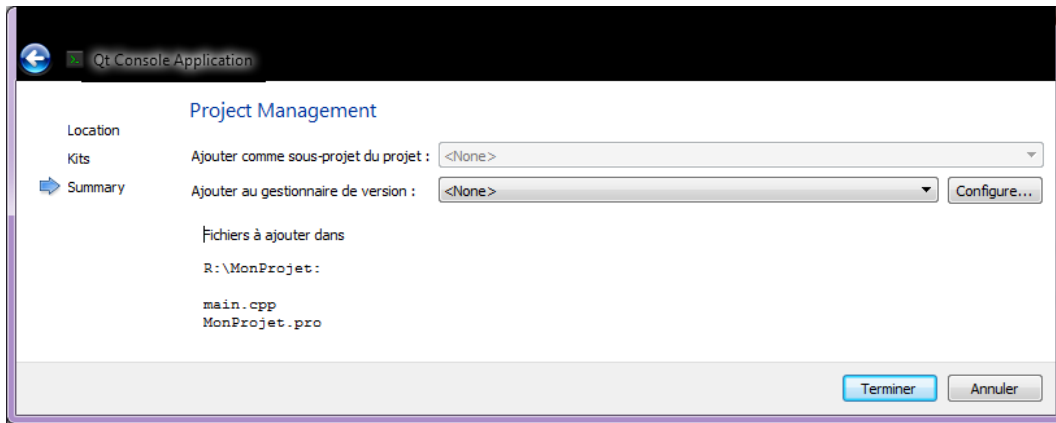 Qt Console Application
Project Management
Location
Kits
Summary
Ajouter comme sous-projet du projet : <None>
Ajouter au gestionnaire de version : <None> Configure...
Fichiers à ajouter dans
R:\MonProjet:
main.cpp
MonProjet.pro
Terminer Annuler